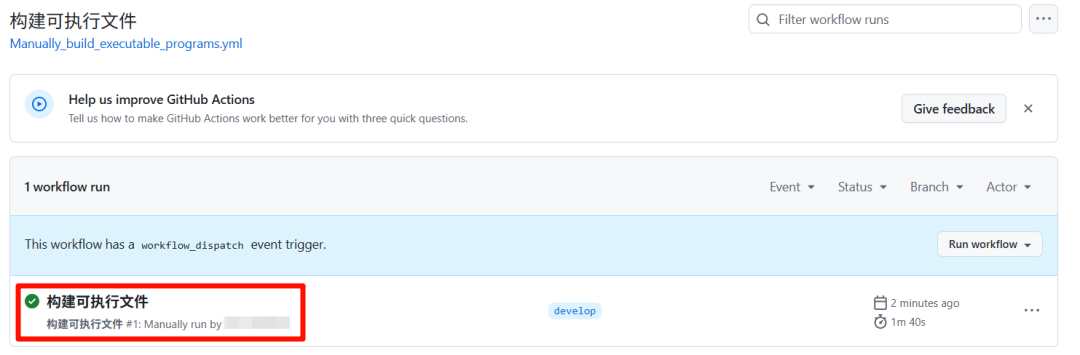 构建可执行文件
Filter workflow runs
Manually_build_executable_programs.yml
Help us improve GitHub Actions
Tell us how to make GitHub Actions work better for you with three quick questions.
Give feedback
1 workflow run
Event
Status
Branch
Actor
This workflow has a workflow_dispatch event trigger.
Run workflow
构建可执行文件
构建可执行文件 #1: Manually run by
develop
2 minutes ago
1m 40s